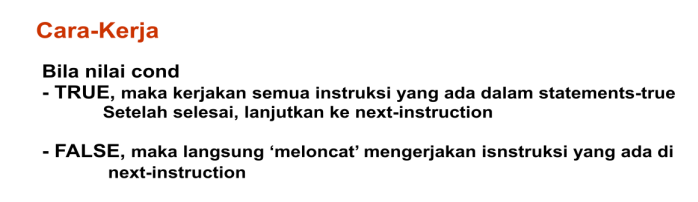 Cara-Kerja
Bila nilai cond
- TRUE, maka kerjakan semua instruksi yang ada dalam statements-true
Setelah selesai, lanjutkan ke next-instruction
- FALSE, maka langsung ‘meloncat’ mengerjakan isnstruksi yang ada di
next-instruction